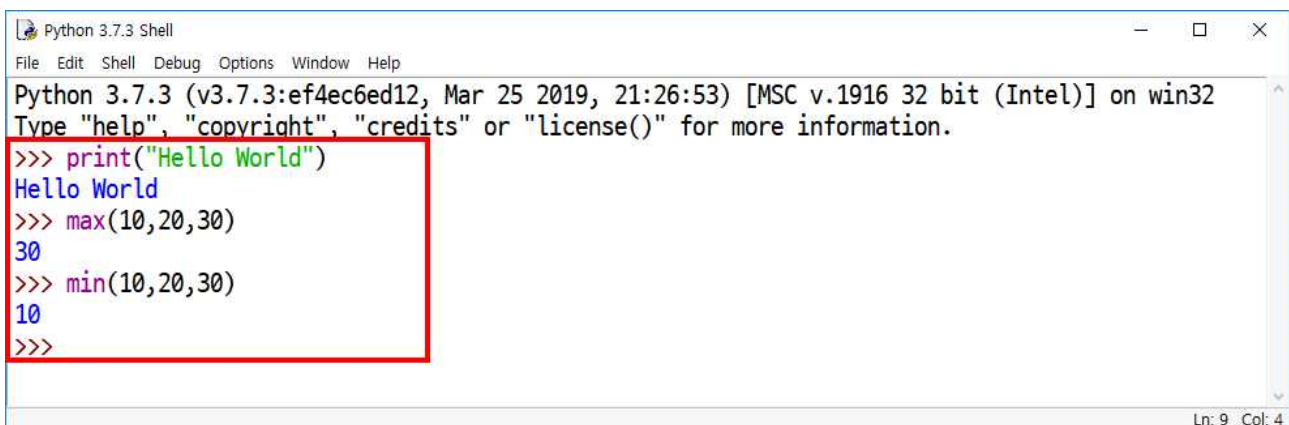 Python 3.7.3 Shell
File Edit Shell Debug Options Window Help
Python 3.7.3 (v3.7.3:ef4ec6ed12, Mar 25 2019, 21:26:53) [MSC v.1916 32 bit (Intel)] on win32
Type "help", "copyright", "credits" or "license()" for more information.
>>> print("Hello World")
Hello World
>>> max(10,20,30)
30
>>> min(10,20,30)
10
>>>
Ln: 9 Col: 4